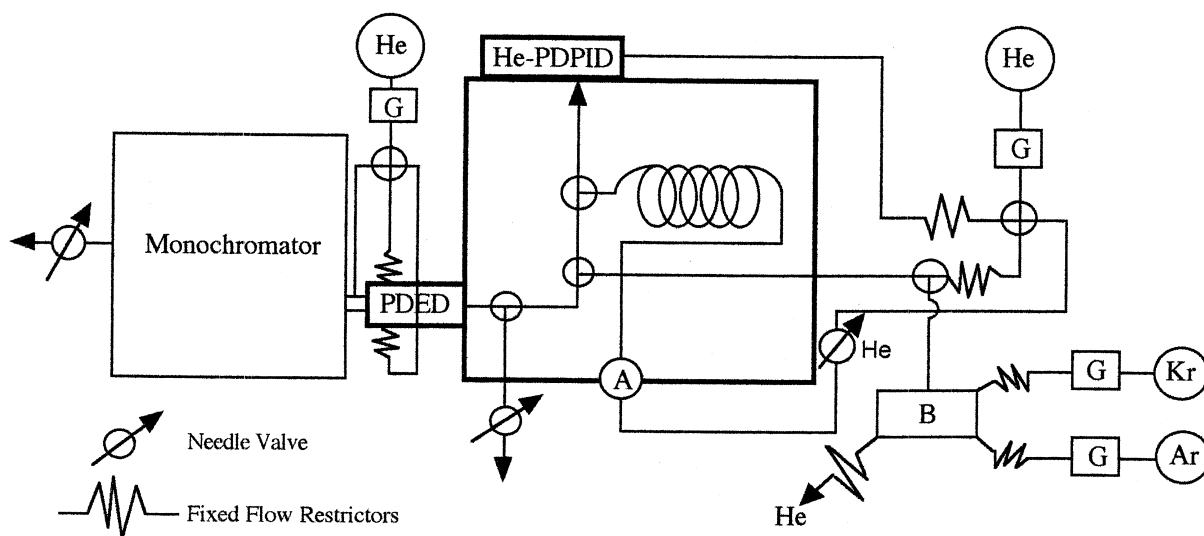 He
He-PDPID
He
G
G
Monochromator
PDED
He
A
G
Kr
B
G
Ar
Needle Valve
Fixed Flow Restrictors
He